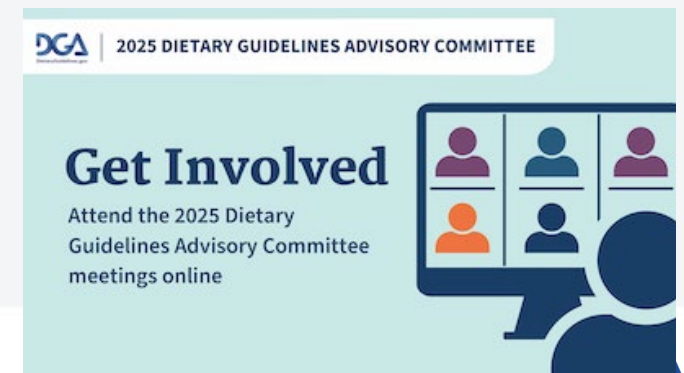 DGA
2025 DIETARY GUIDELINES ADVISORY COMMITTEE
Get Involved
Attend the 2025 Dietary
Guidelines Advisory Committee
meetings online